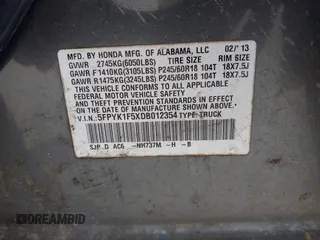 MFD. BY HONDA MFG. OF ALABAMA, LLC 02/13
GVWR 2745KG(6050LBS) TIRE SIZE RIM SIZE
GAWR F1410KG(3105LBS) P245/60R18 104T 18X7.5J
GAWR R1475KG(3245LBS) P245/60R18 104T 18X7.5J
THIS VEHICLE CONFORMS TO ALL APPLICABLE
FEDERAL MOTOR VEHICLE SAFETY STANDARDS IN
EFFECT ON THE DATE OF MANUFACTURE SHOWN ABOVE.
V.I.N.: 5FPYK1F5XDB012354 TYPE: TRUCK
SJP D AC6 -NH737M -H -B
DREAMBID